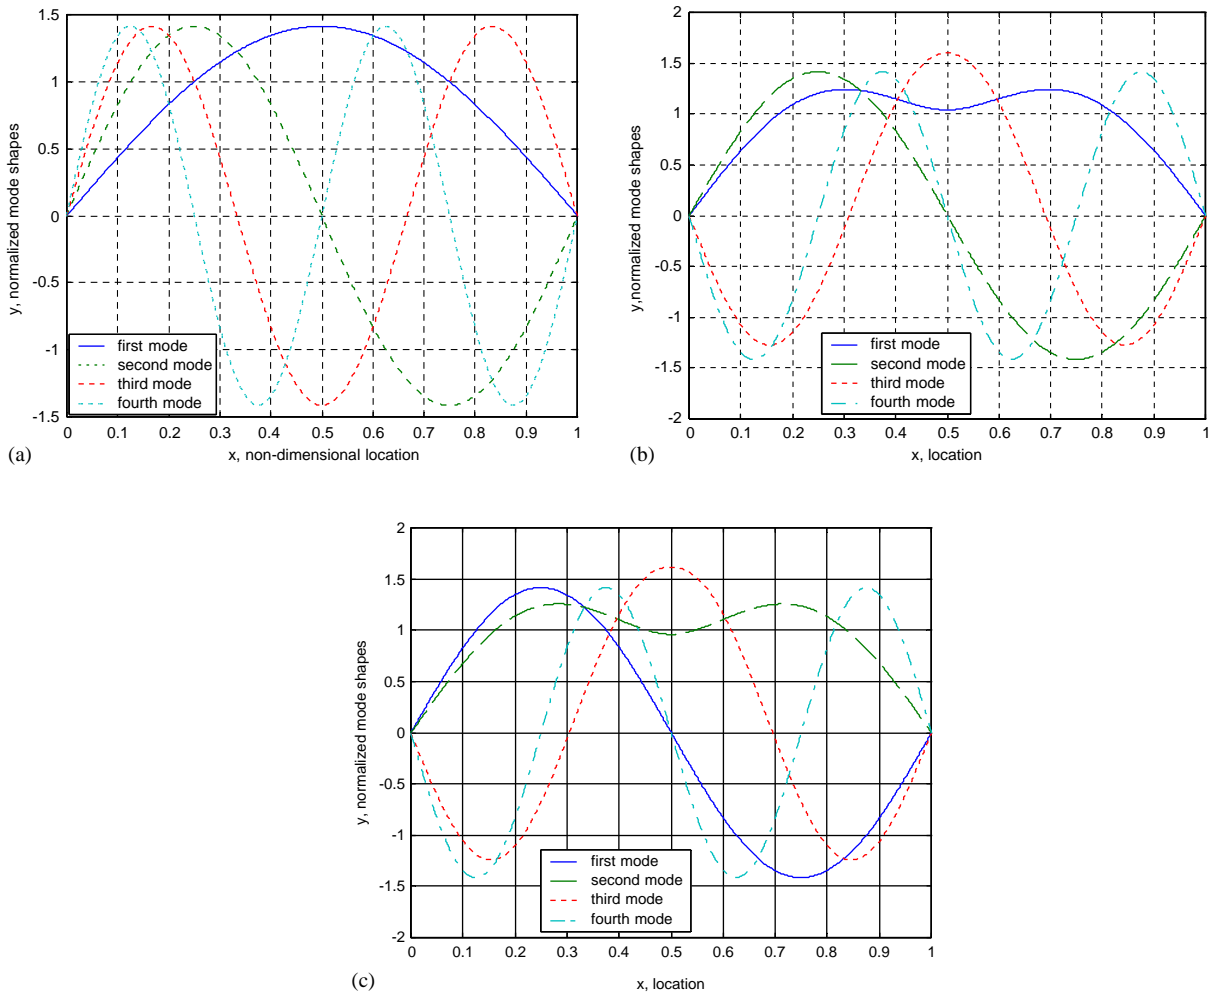 1.5
1
0.5
0
-0.5
-1
-1.5
y, normalized mode shapes
first mode
second mode
third mode
fourth mode
0 0.1 0.2 0.3 0.4 0.5 0.6 0.7 0.8 0.9 1
x, non-dimensional location
(a)
2
1.5
1
0.5
0
-0.5
-1
-1.5
-2
y,normalized mode shapes
first mode
second mode
third mode
fourth mode
0 0.1 0.2 0.3 0.4 0.5 0.6 0.7 0.8 0.9 1
x, location
(b)
2
1.5
1
0.5
0
-0.5
-1
-1.5
-2
y, normalized mode shapes
first mode
second mode
third mode
fourth mode
0 0.1 0.2 0.3 0.4 0.5 0.6 0.7 0.8 0.9 1
x, location
(c)